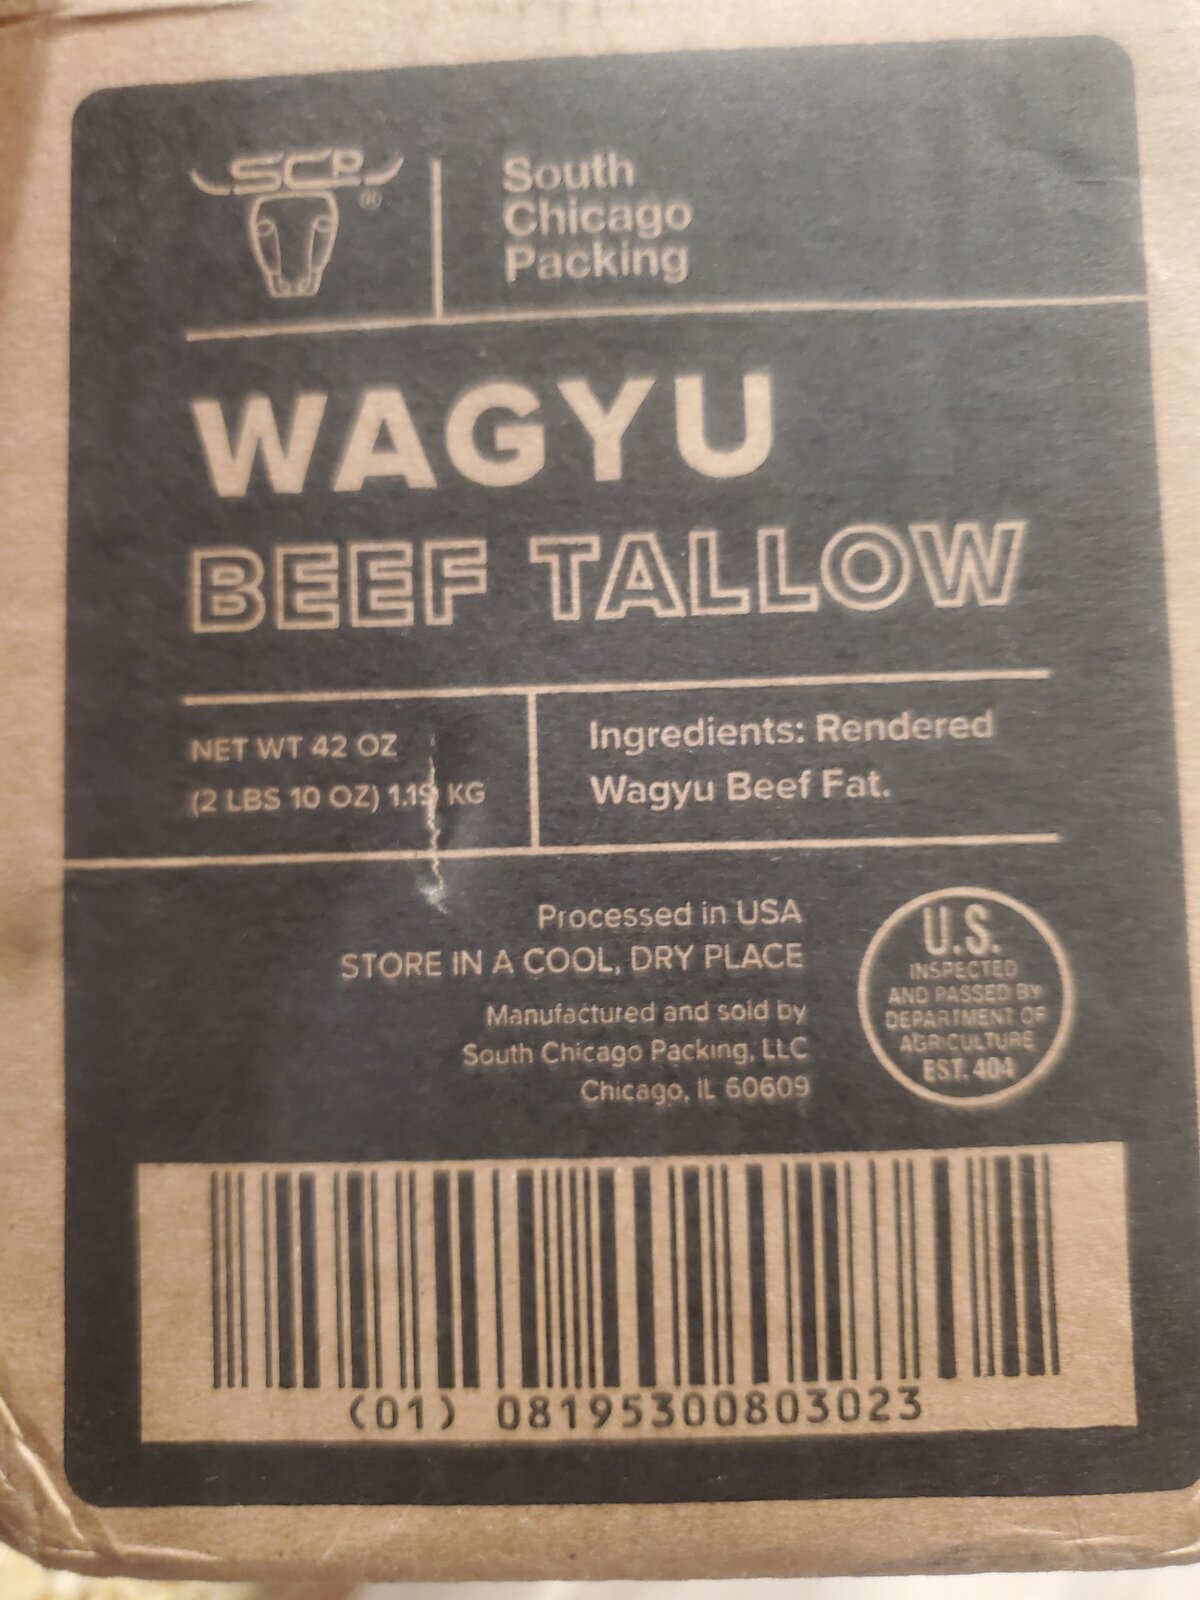 SCP
®
South
Chicago
Packing
WAGYU
BEEF TALLOW
NET WT 42 OZ
(2 LBS 10 OZ) 1.19 KG
Ingredients: Rendered
Wagyu Beef Fat.
Processed in USA
STORE IN A COOL, DRY PLACE
Manufactured and sold by
South Chicago Packing, LLC
Chicago, IL 60609
U.S.
INSPECTED
AND PASSED BY
DEPARTMENT OF
AGRICULTURE
EST. 404
(01) 08195300803023